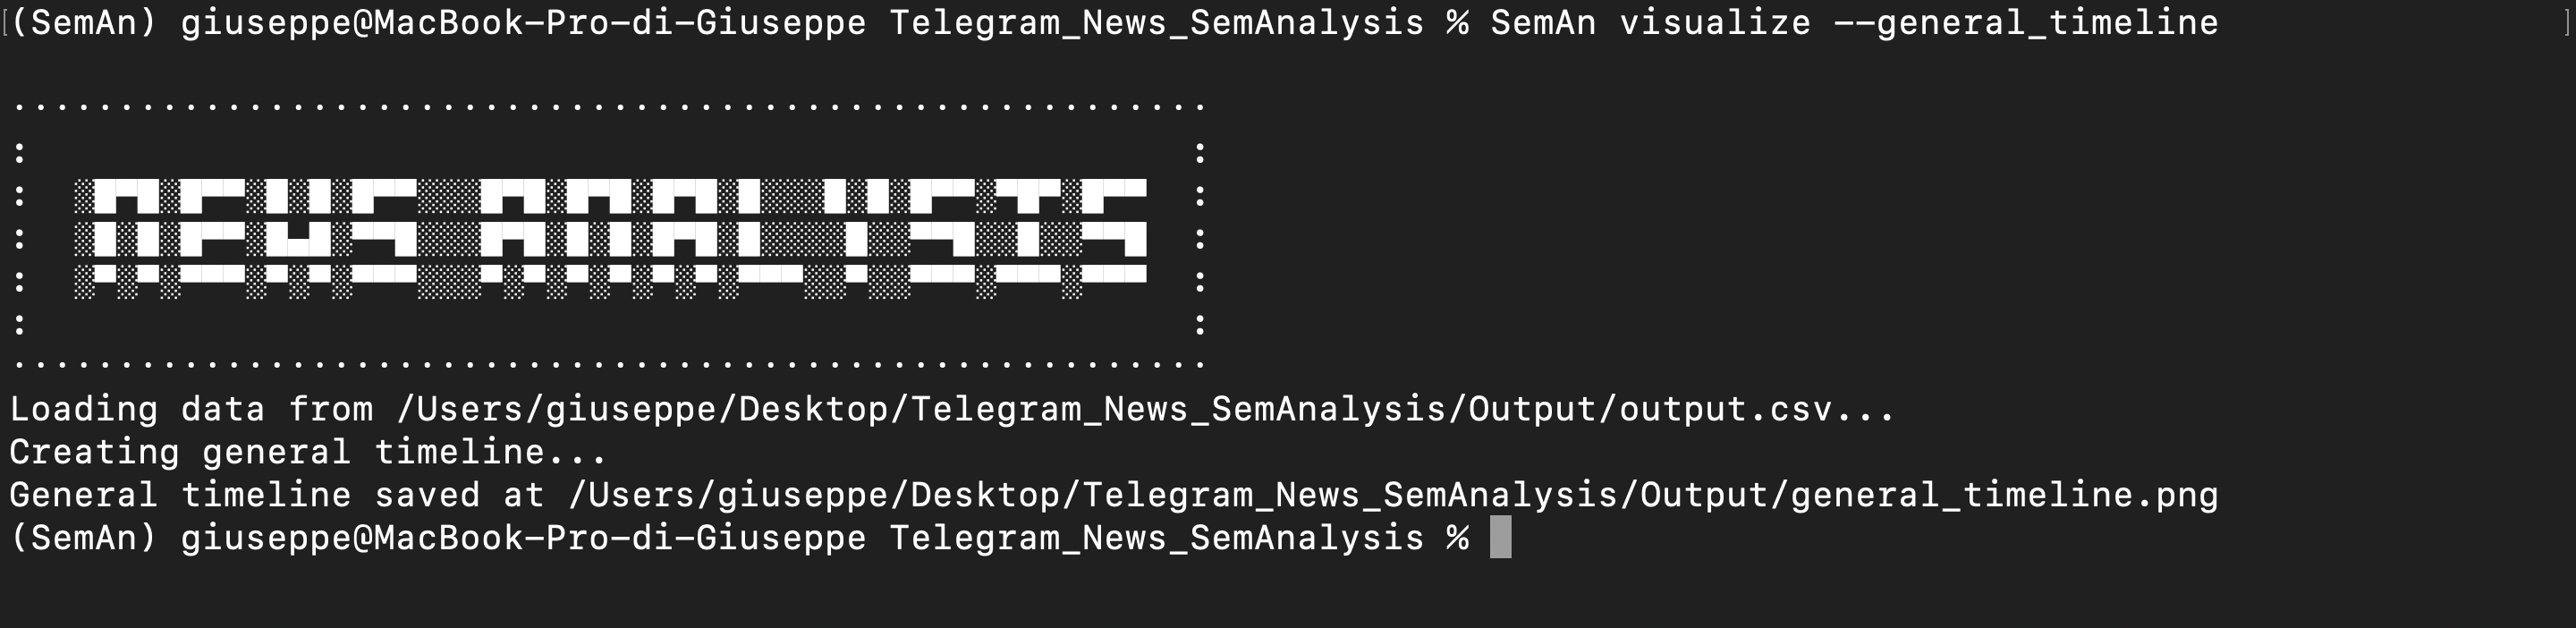 (SemAn) giuseppe@MacBook-Pro-di-Giuseppe Telegram_News_SemAnalysis % SemAn visualize --general_timeline
NEWS ANALYSIS
Loading data from /Users/giuseppe/Desktop/Telegram_News_SemAnalysis/Output/output.csv...
Creating general timeline...
General timeline saved at /Users/giuseppe/Desktop/Telegram_News_SemAnalysis/Output/general_timeline.png
(SemAn) giuseppe@MacBook-Pro-di-Giuseppe Telegram_News_SemAnalysis %